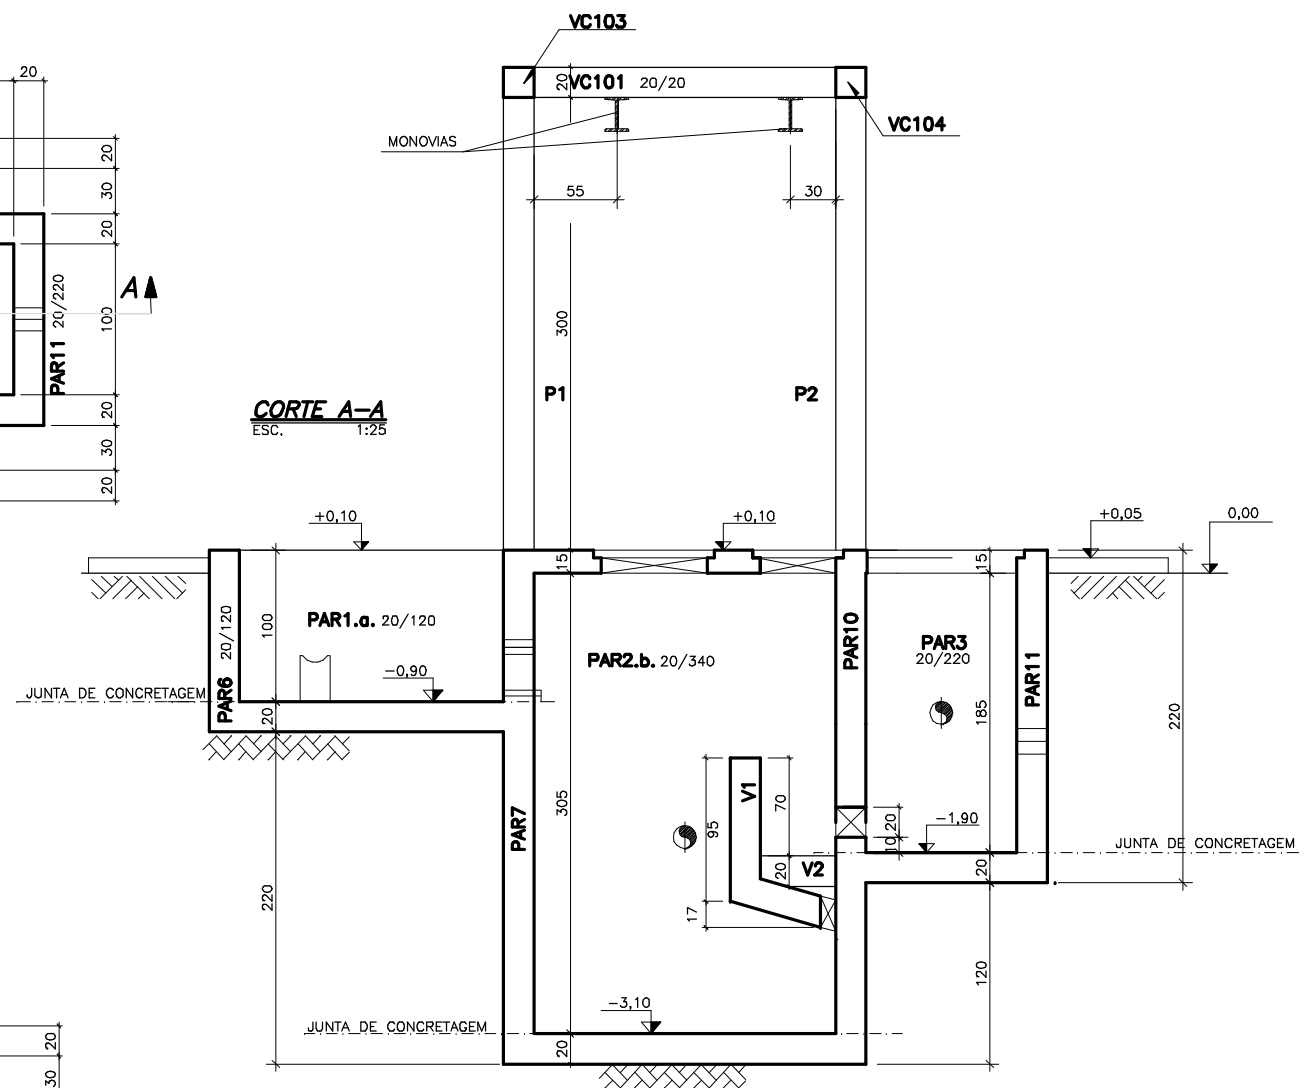 VC103
20
20
VC101 20/20
VC104
MONOVIAS
20
30
55
30
20
A
20/220
100
300
PAR11
P1
P2
CORTE A-A
ESC. 1:25
20
30
20
+0,10
+0,10
+0,05
0,00
15
15
20/120
100
PAR1.a. 20/120
PAR10
PAR3
20/220
PAR2.b. 20/340
-0,90
JUNTA DE CONCRETAGEM
PAR6
PAR11
20
185
220
V1
70
305
PAR7
95
20
10
-1,90
JUNTA DE CONCRETAGEM
V2
20
20
220
17
120
-3,10
JUNTA DE CONCRETAGEM
20
20
30